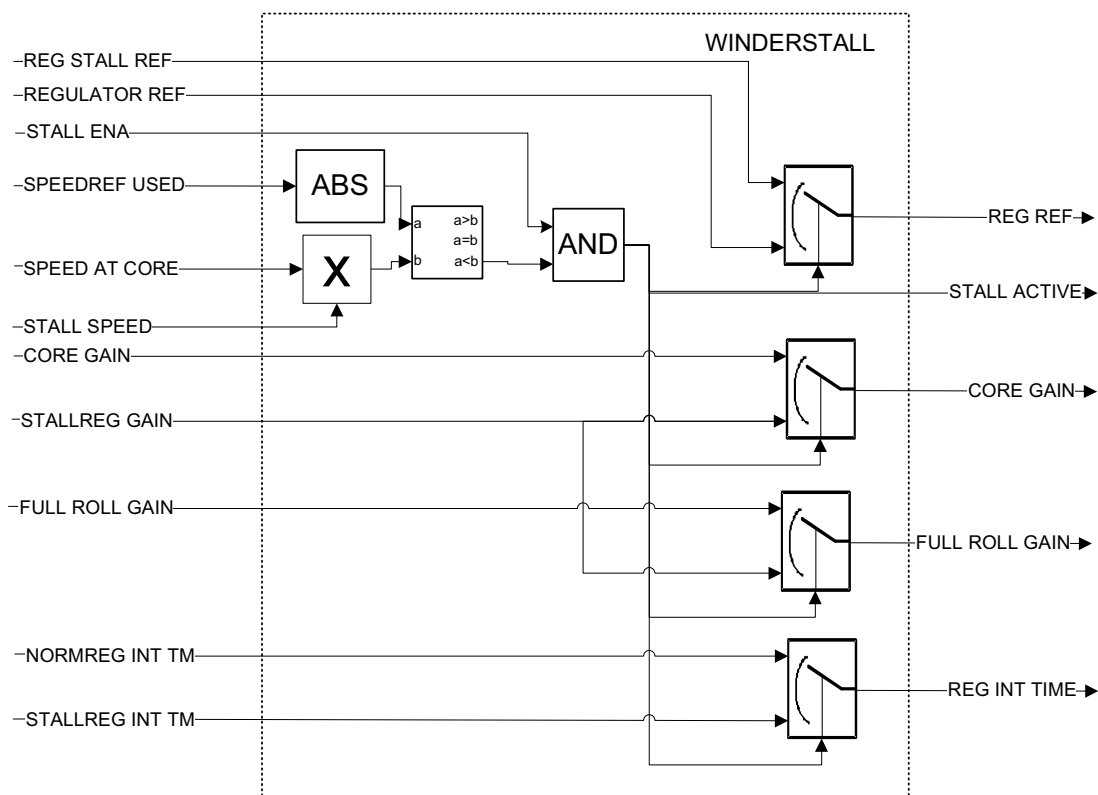 WINDERSTALL
REG STALL REF
REGULATOR REF
STALL ENA
SPEEDREF USED
ABS
a
a>b
a=b
b
a<b
AND
REG REF
SPEED AT CORE
X
STALL ACTIVE
STALL SPEED
CORE GAIN
CORE GAIN
STALLREG GAIN
FULL ROLL GAIN
FULL ROLL GAIN
NORMREG INT TM
REG INT TIME
STALLREG INT TM